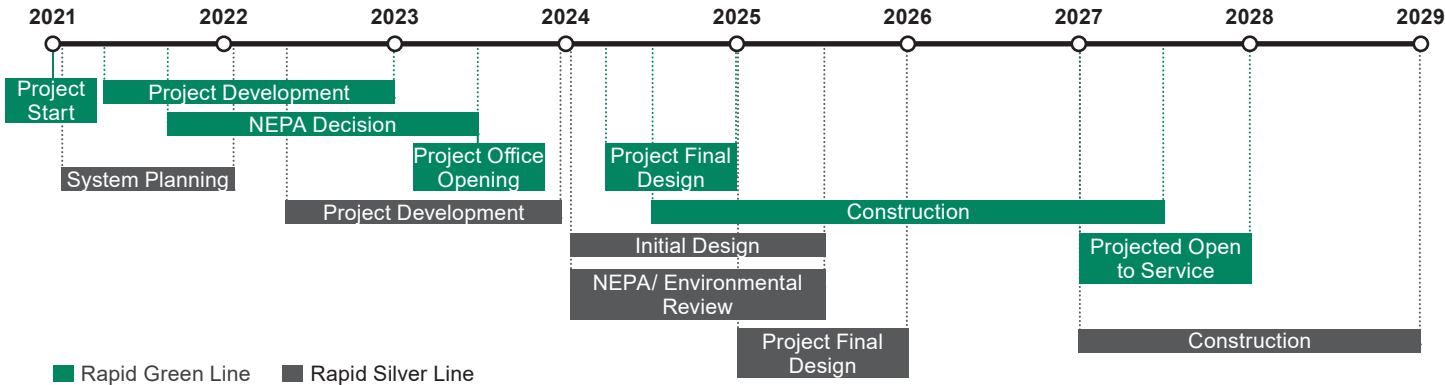 2021 2022 2023 2024 2025 2026 2027 2028 2029
Project
Start
Project Development
NEPA Decision
Project Office
Opening
System Planning
Project Development
Project Final
Design
Construction
Initial Design
NEPA/ Environmental
Review
Projected Open
to Service
Project Final
Design
Construction
Rapid Green Line
Rapid Silver Line